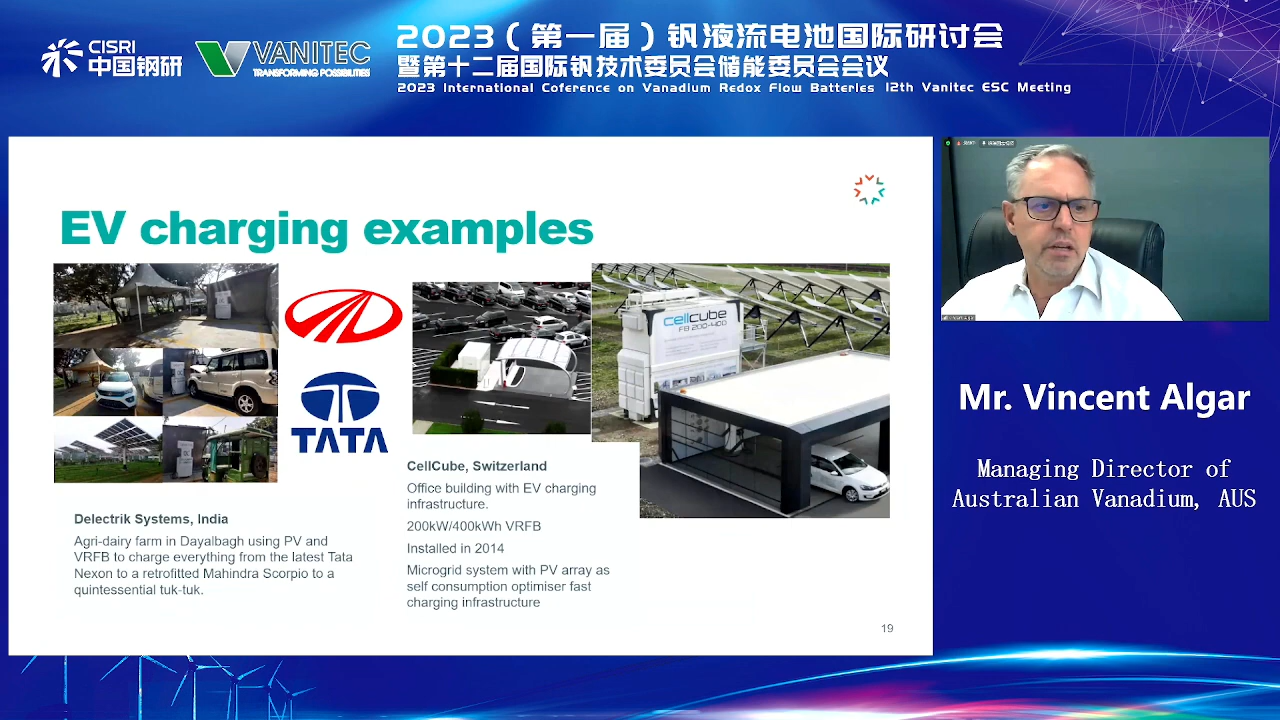 CISRI
中国钢研
VANITEC
TRANSFORMING POSSIBILITIES
2023（第一届）钒液流电池国际研讨会
暨第十二届国际钒技术委员会储能委员会会议
2023 International Coference on Vanadium Redox Flow Batteries 12th Vanitec ESC Meeting
EV charging examples
TATA
cellcube
FB 200-400
Delectrik Systems, India
Agri-dairy farm in Dayalbagh using PV and
VRFB to charge everything from the latest Tata
Nexon to a retrofitted Mahindra Scorpio to a
quintessential tuk-tuk.
CellCube, Switzerland
Office building with EV charging
infrastructure.
200kW/400kWh VRFB
Installed in 2014
Microgrid system with PV array as
self consumption optimiser fast
charging infrastructure
19
Mr. Vincent Algar
Managing Director of
Australian Vanadium, AUS